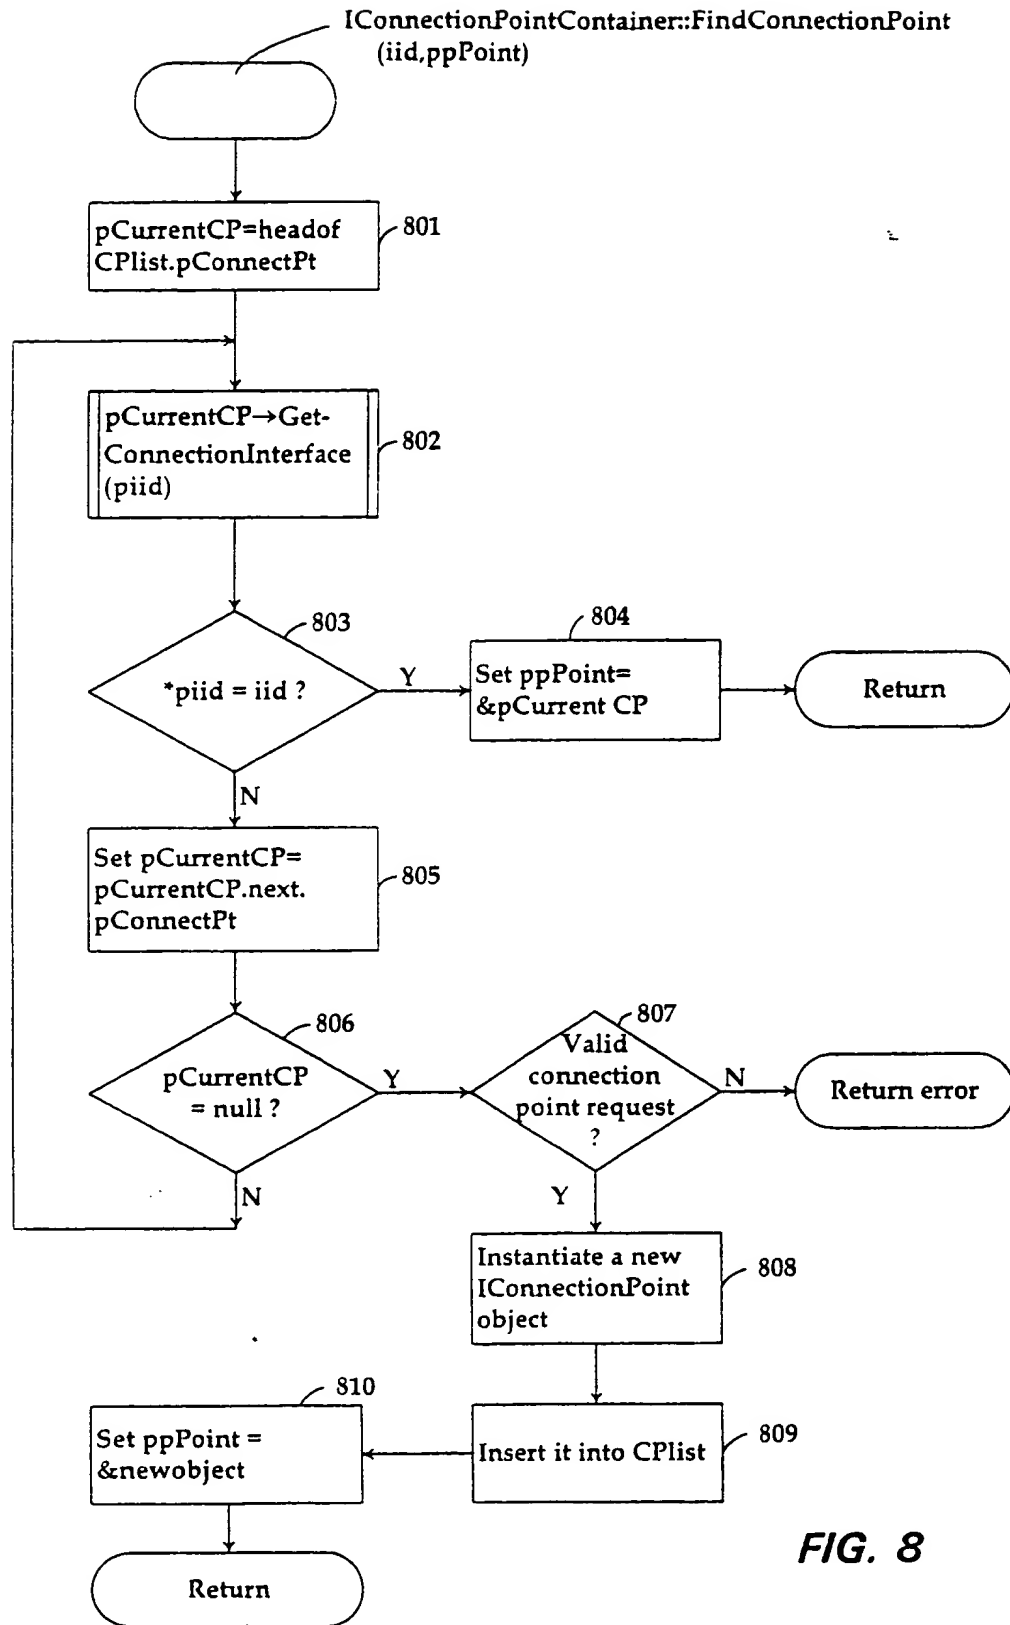 IConnectionPointContainer::FindConnectionPoint
(iid,ppPoint)
pCurrentCP=headof
CPlist.pConnectPt
801
pCurrentCP→Get-
ConnectionInterface
(piid)
802
803
*piid = iid ?
Y
804
Set ppPoint=
&pCurrent CP
Return
N
Set pCurrentCP=
pCurrentCP.next.
pConnectPt
805
806
pCurrentCP
= null ?
Y
N
807
Valid
connection
point request
?
N
Return error
Y
Instantiate a new
IConnectionPoint
object
808
Insert it into CPlist
809
810
Set ppPoint =
&newobject
Return
FIG. 8